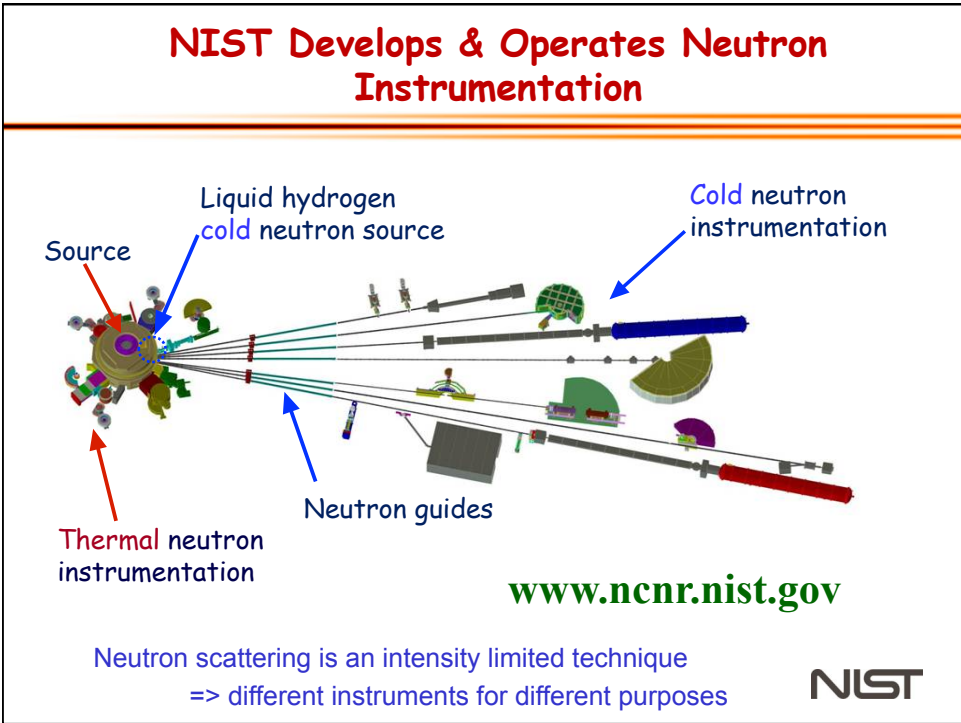 NIST Develops & Operates Neutron
Instrumentation
Liquid hydrogen
cold neutron source
Cold neutron
instrumentation
Source
Neutron guides
Thermal neutron
instrumentation
www.ncnr.nist.gov
Neutron scattering is an intensity limited technique
=> different instruments for different purposes
NIST